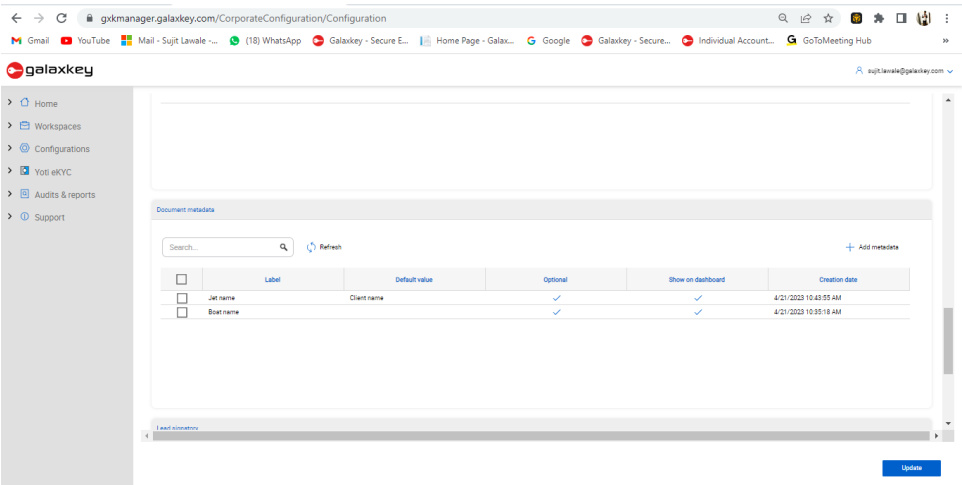 gxkmanager.galaxkey.com/CorporateConfiguration/Configuration
Gmail YouTube Mail - Sujit Lawale -... (18) WhatsApp Galaxkey - Secure E... Home Page - Galax... Google Galaxkey - Secure... Individual Account... GoToMeeting Hub »
galaxkey
sujit.lawale@galaxkey.com
Home
Workspaces
Configurations
Yoti eKYC
Audits & reports
Support
Document metadata
Search... Refresh Add metadata
Label Default value Optional Show on dashboard Creation date
Jet name Client name 4/21/2023 10:43:55 AM
Boat name 4/21/2023 10:35:18 AM
Lead signatory
Update